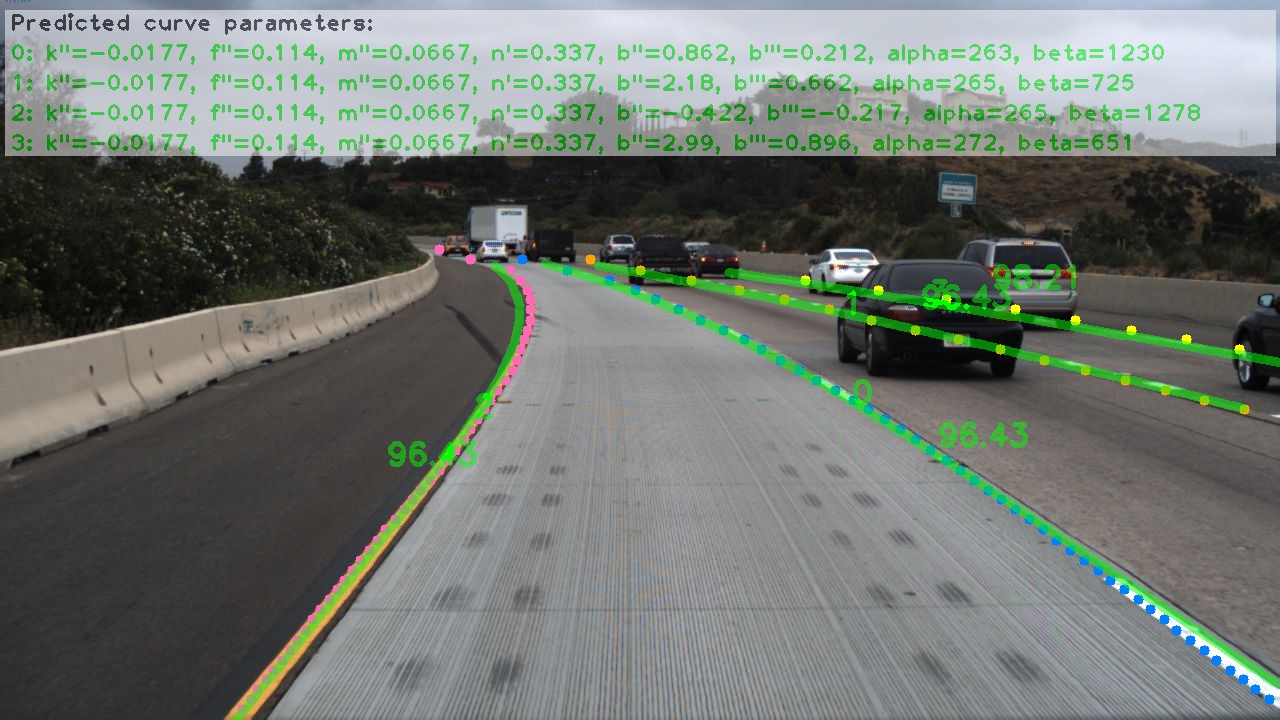 Predicted curve parameters:
0: k''=-0.0177, f''=0.114, m''=0.0667, n'=0.337, b''=0.862, b'''=0.212, alpha=263, beta=1230
1: k''=-0.0177, f''=0.114, m''=0.0667, n'=0.337, b''=2.18, b'''=0.662, alpha=265, beta=725
2: k''=-0.0177, f''=0.114, m''=0.0667, n'=0.337, b''=-0.422, b'''=-0.217, alpha=265, beta=1278
3: k''=-0.0177, f''=0.114, m''=0.0667, n'=0.337, b''=2.99, b'''=0.896, alpha=272, beta=651
3
98.21
1
96.43
0
96.43
2
96.43